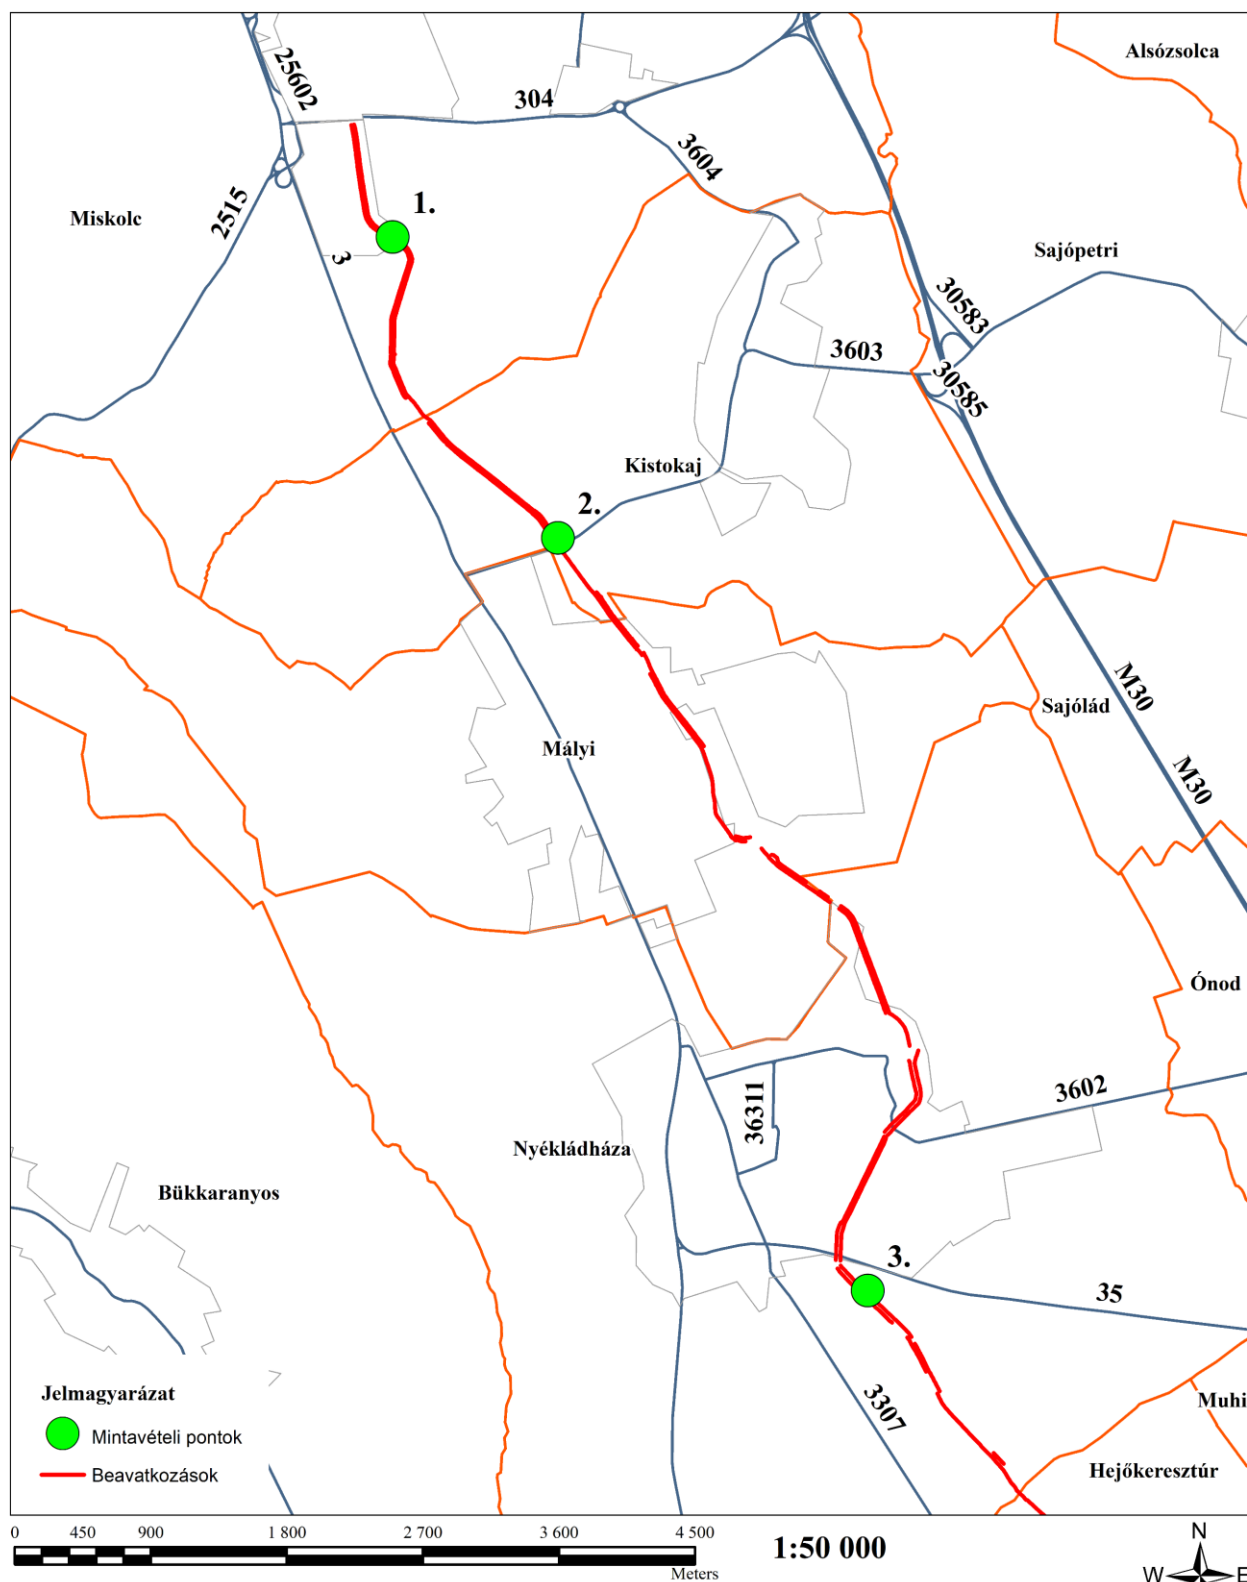 Alsózsolca
25602
304
3604
2515
Miskolc
1.
3
Sajópetri
30583
3603
30585
Kistokaj
2.
Sajólád
M30
Mályi
M30
Ónod
3602
36311
Nyékládháza
Bükkaranyos
3.
35
3307
Muhi
Hejőkeresztúr
Jelmagyarázat
Mintavételi pontok
Beavatkozások
0 450 900 1 800 2 700 3 600 4 500
Meters
1:50 000
N
W E